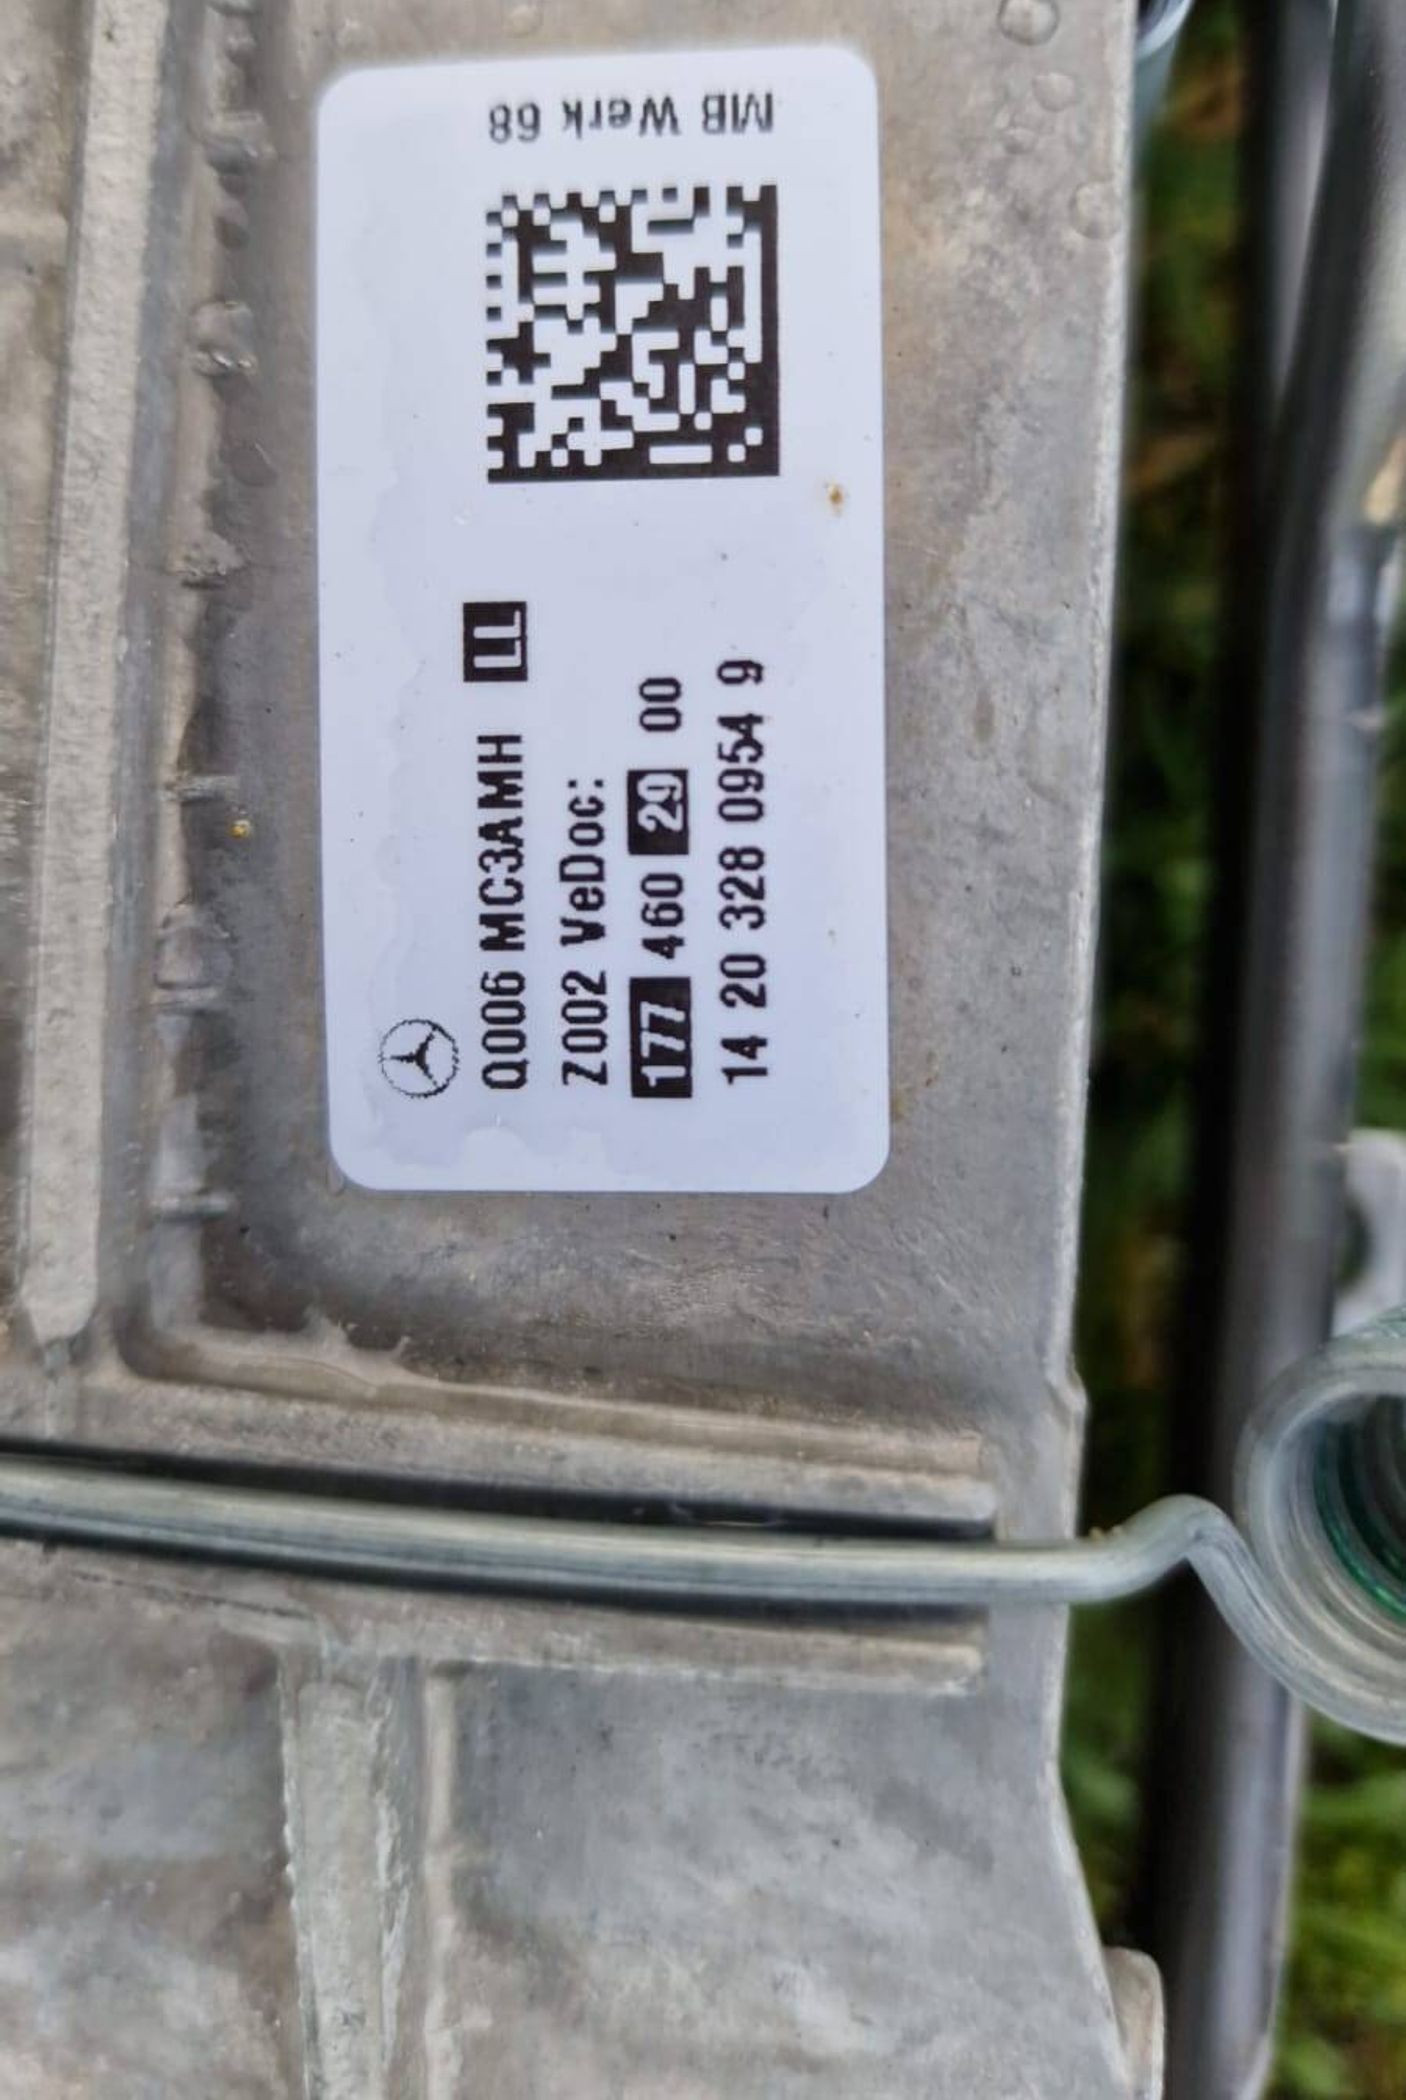 Q006 MC3AMH LL
Z002 VeDoc:
177 460 29 00
14 20 328 0954 9
MB Werk 68